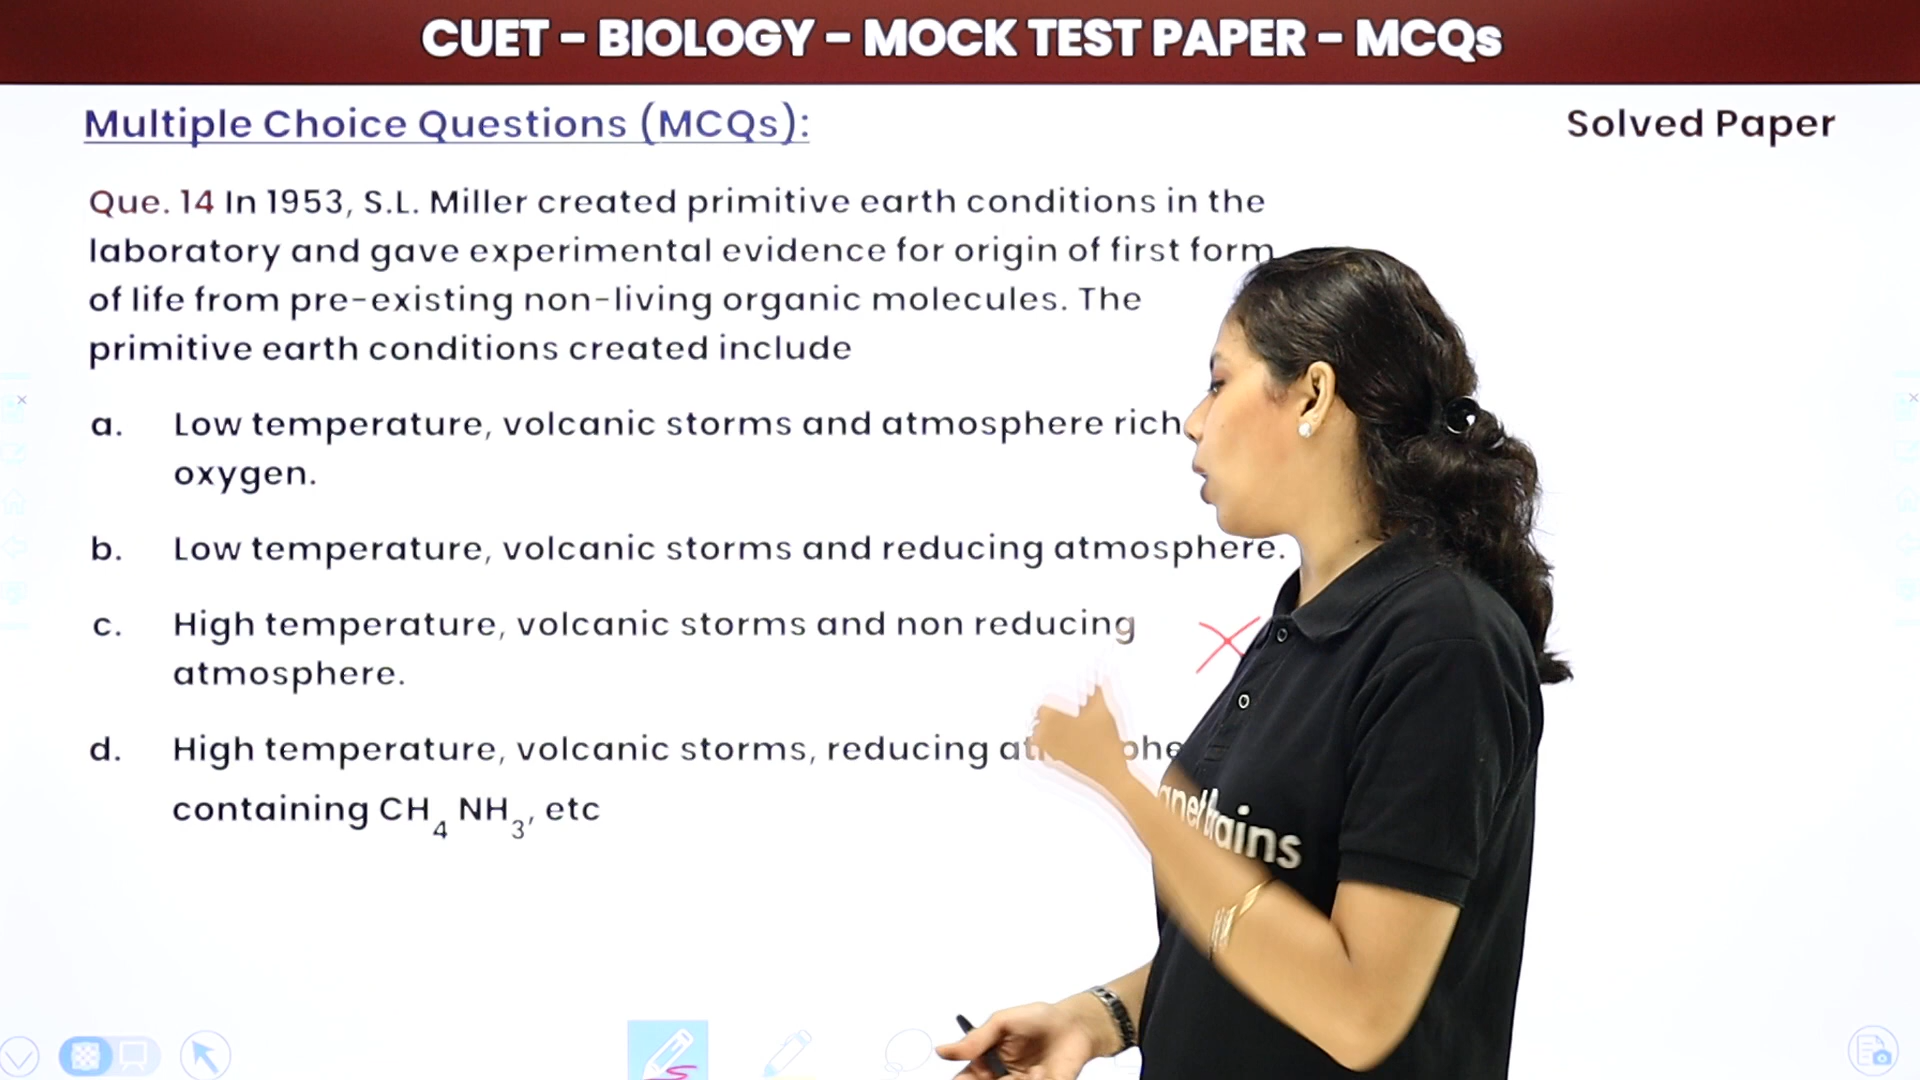 CUET - BIOLOGY - MOCK TEST PAPER - MCQs
Multiple Choice Questions (MCQs):
Solved Paper
Que. 14 In 1953, S.L. Miller created primitive earth conditions in the
laboratory and gave experimental evidence for origin of first form
of life from pre-existing non-living organic molecules. The
primitive earth conditions created include
a. Low temperature, volcanic storms and atmosphere rich
oxygen.
b. Low temperature, volcanic storms and reducing atmosphere.
c. High temperature, volcanic storms and non reducing
atmosphere.
d. High temperature, volcanic storms, reducing
containing CH4 NH3, etc